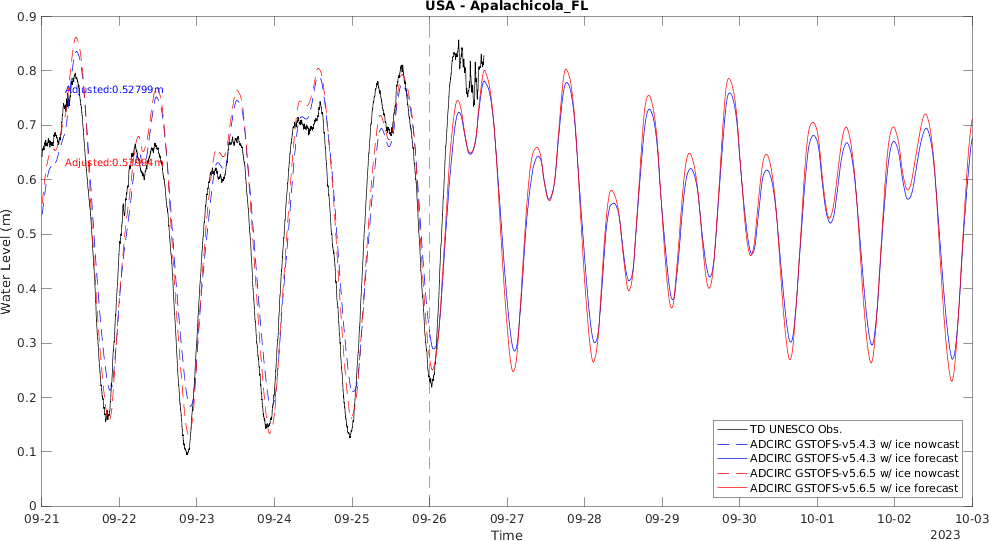 USA - Apalachicola_FL
0.9
0.8
0.7
0.6
0.5
0.4
0.3
0.2
0.1
0
Water Level (m)
Adjusted:0.52799m
TD UNESCO Obs.
ADCIRC GSTOFS-v5.4.3 w/ ice nowcast
ADCIRC GSTOFS-v5.4.3 w/ ice forecast
ADCIRC GSTOFS-v5.6.5 w/ ice nowcast
ADCIRC GSTOFS-v5.6.5 w/ ice forecast
09-21 09-22 09-23 09-24 09-25 09-26 09-27 09-28 09-29 09-30 10-01 10-02 10-03
Time
2023